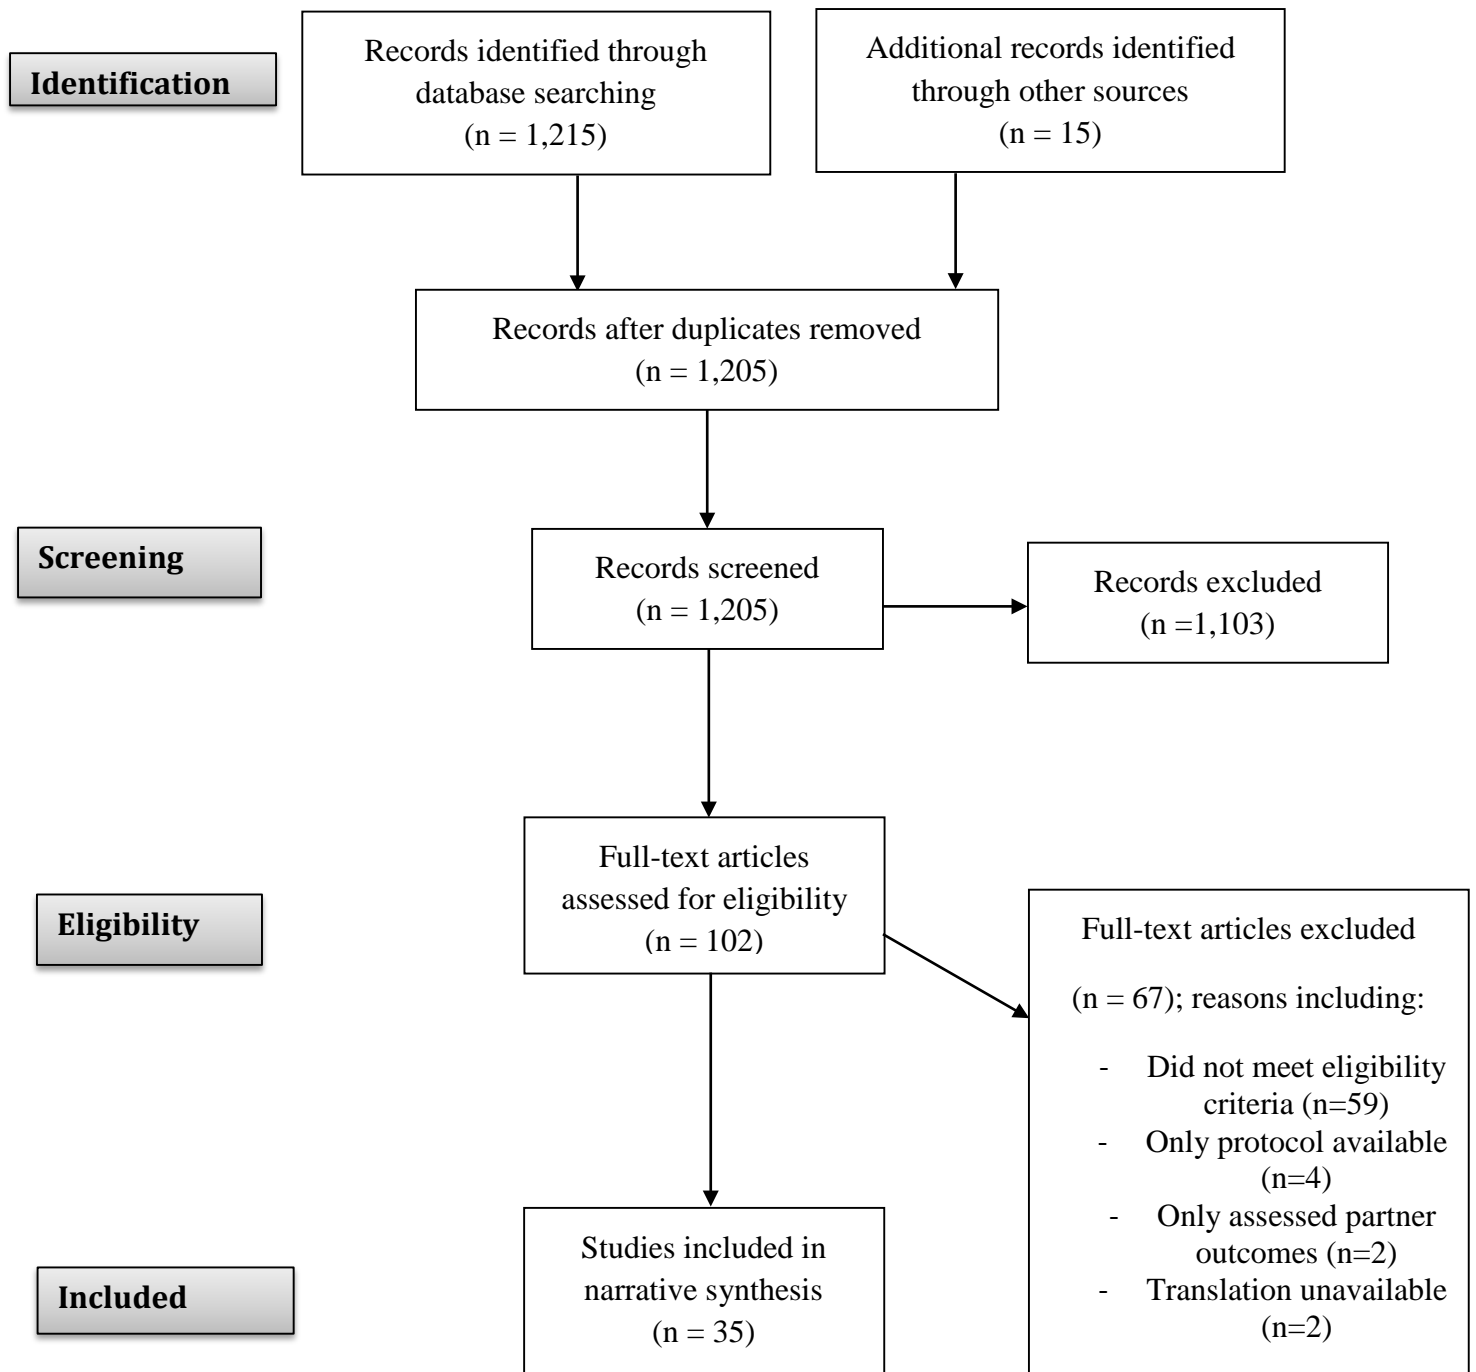 Identification
Records identified through
database searching
(n = 1,215)
Additional records identified
through other sources
(n = 15)
Records after duplicates removed
(n = 1,205)
Screening
Records screened
(n = 1,205)
Records excluded
(n =1,103)
Eligibility
Full-text articles
assessed for eligibility
(n = 102)
Full-text articles excluded
(n = 67); reasons including:
- Did not meet eligibility
criteria (n=59)
- Only protocol available
(n=4)
- Only assessed partner
outcomes (n=2)
- Translation unavailable
(n=2)
Included
Studies included in
narrative synthesis
(n = 35)